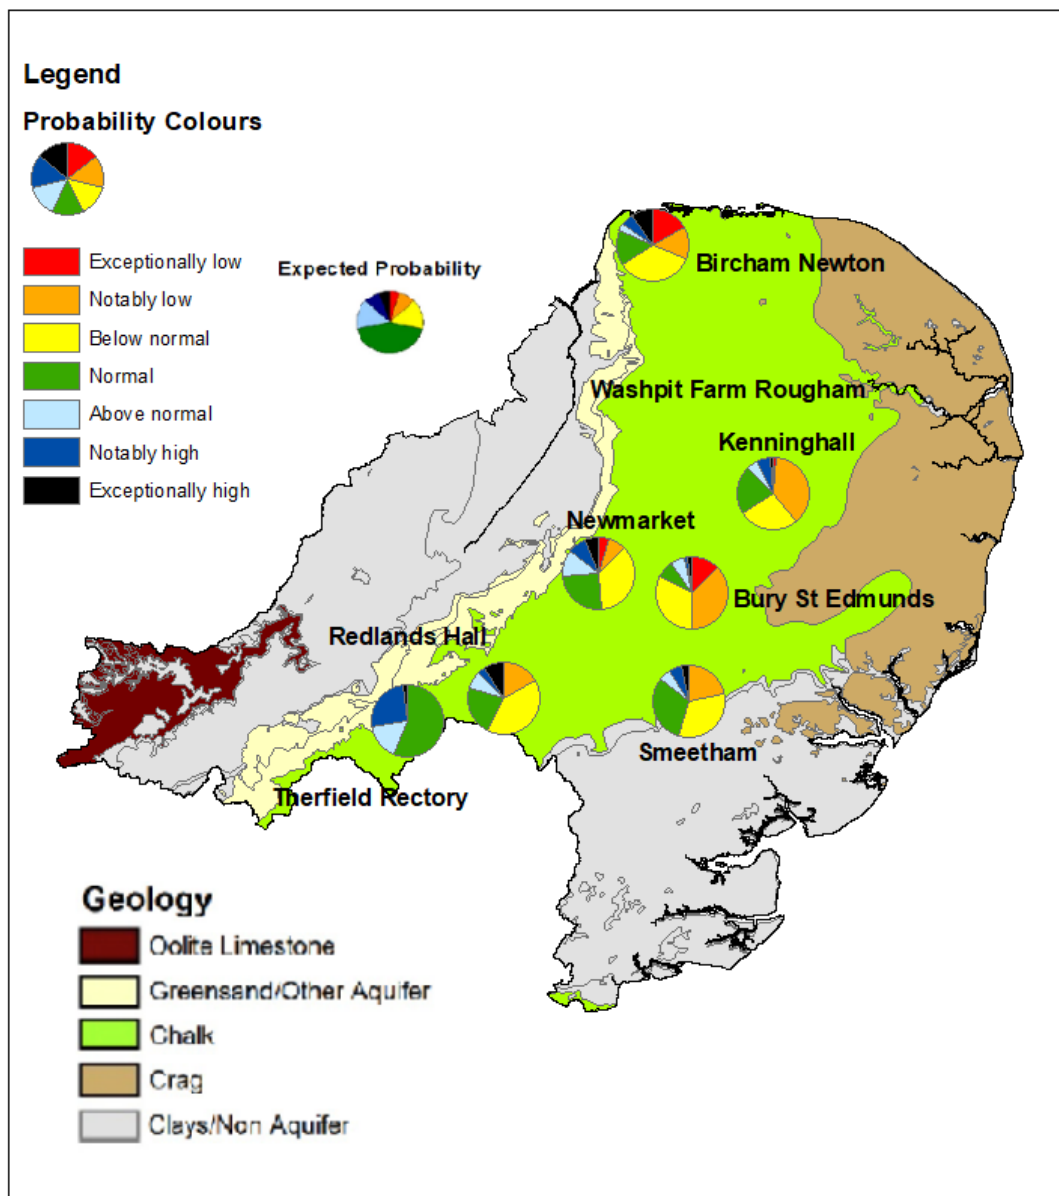 Legend
Probability Colours
Exceptionally low
Notably low
Below normal
Normal
Above normal
Notably high
Exceptionally high
Expected Probability
Bircham Newton
Washpit Farm Rougham
Kenninghall
Newmarket
Bury St Edmunds
Redlands Hall
Smeetham
Therfield Rectory
Geology
Oolite Limestone
Greensand/Other Aquifer
Chalk
Crag
Clays/Non Aquifer